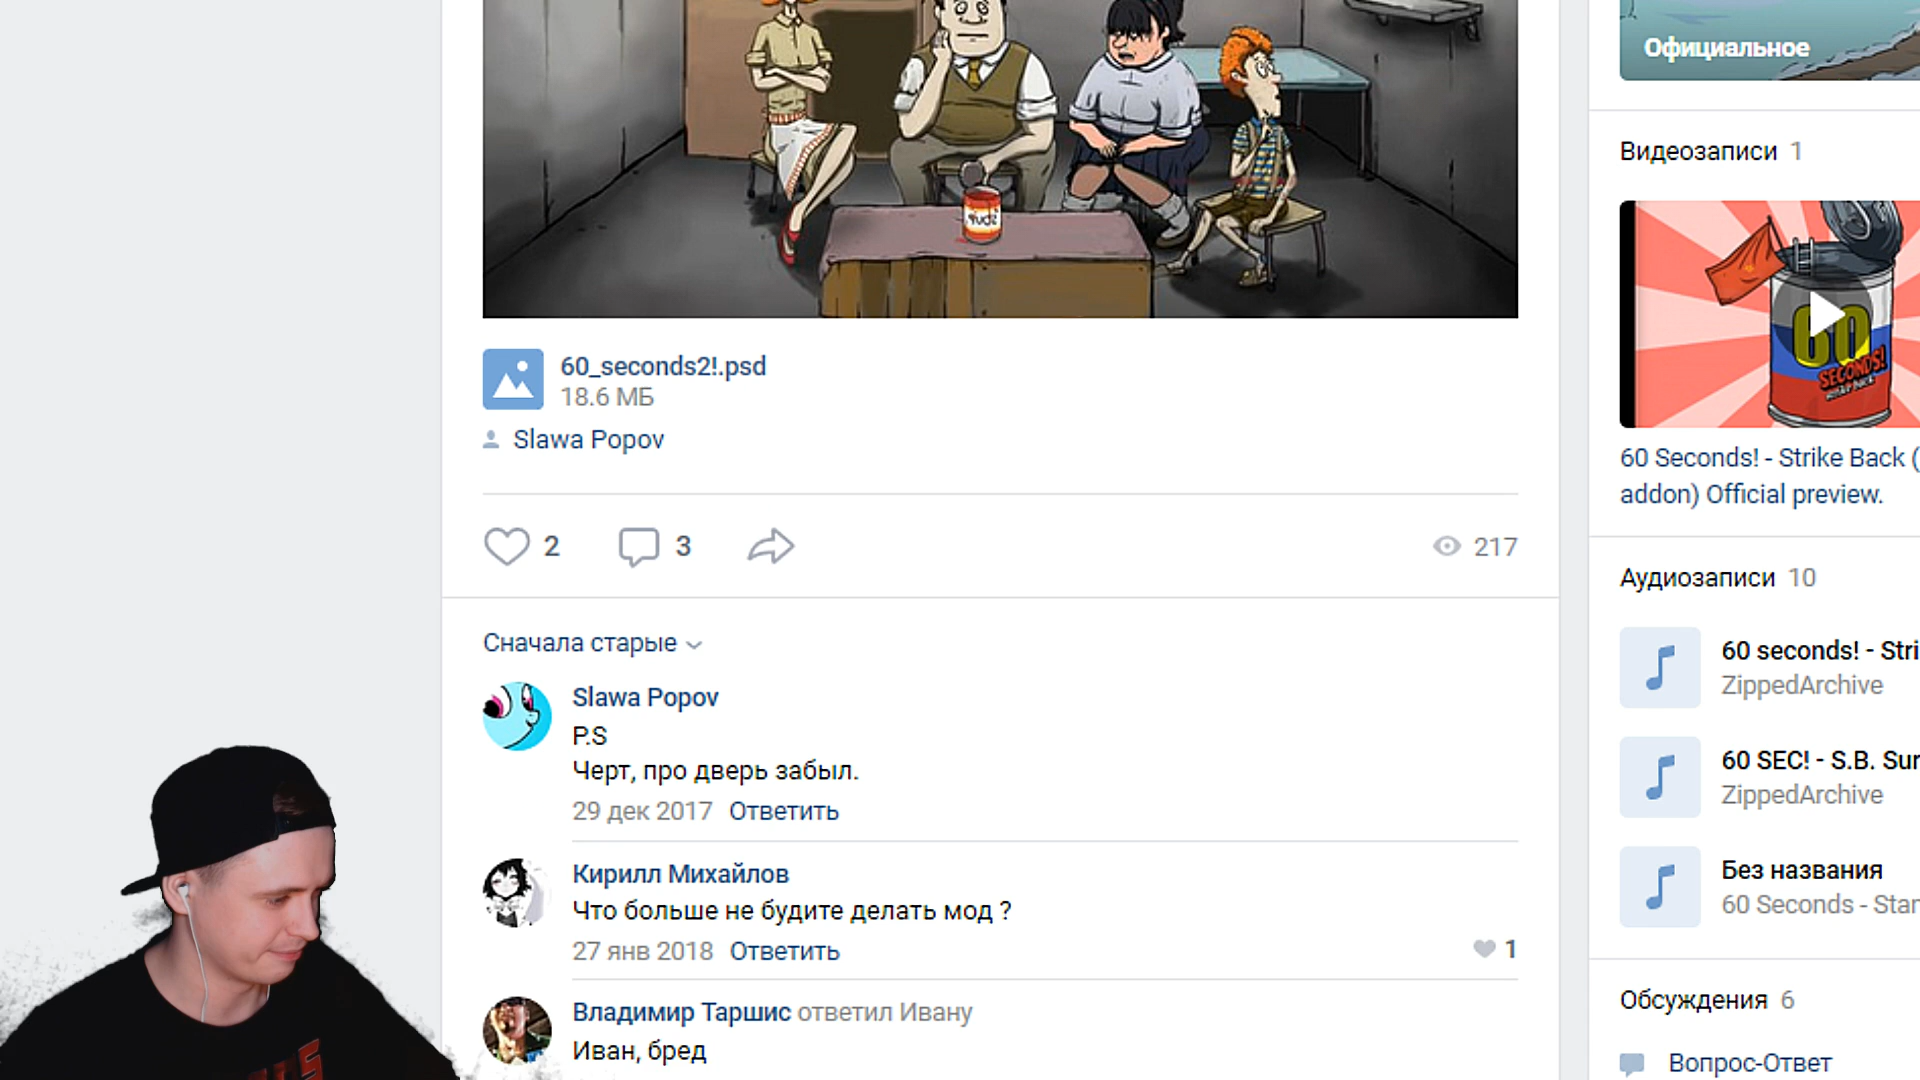 Официальное
60_seconds2!.psd
18.6 МБ
Slawa Popov
2
3
217
Сначала старые
Slawa Popov
P.S
Черт, про дверь забыл.
29 дек 2017 Ответить
Кирилл Михайлов
Что больше не будите делать мод ?
27 янв 2018 Ответить
1
Владимир Таршис ответил Ивану
Иван, бред
Видеозаписи 1
60
SECONDS!
60 Seconds! - Strike Back (
addon) Official preview.
Аудиозаписи 10
60 seconds! - Stri
ZippedArchive
60 SEC! - S.B. Sur
ZippedArchive
Без названия
60 Seconds - Star
Обсуждения 6
Вопрос-Ответ